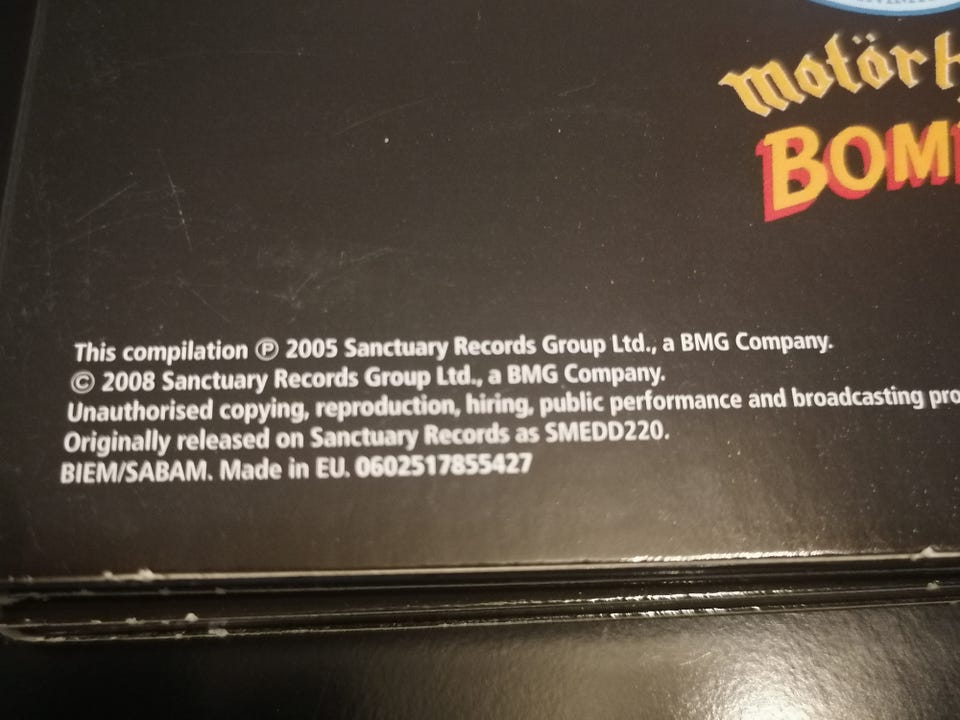 motörh
BOM
This compilation ℗ 2005 Sanctuary Records Group Ltd., a BMG Company.
© 2008 Sanctuary Records Group Ltd., a BMG Company.
Unauthorised copying, reproduction, hiring, public performance and broadcasting pro
Originally released on Sanctuary Records as SMEDD220.
BIEM/SABAM. Made in EU. 0602517855427